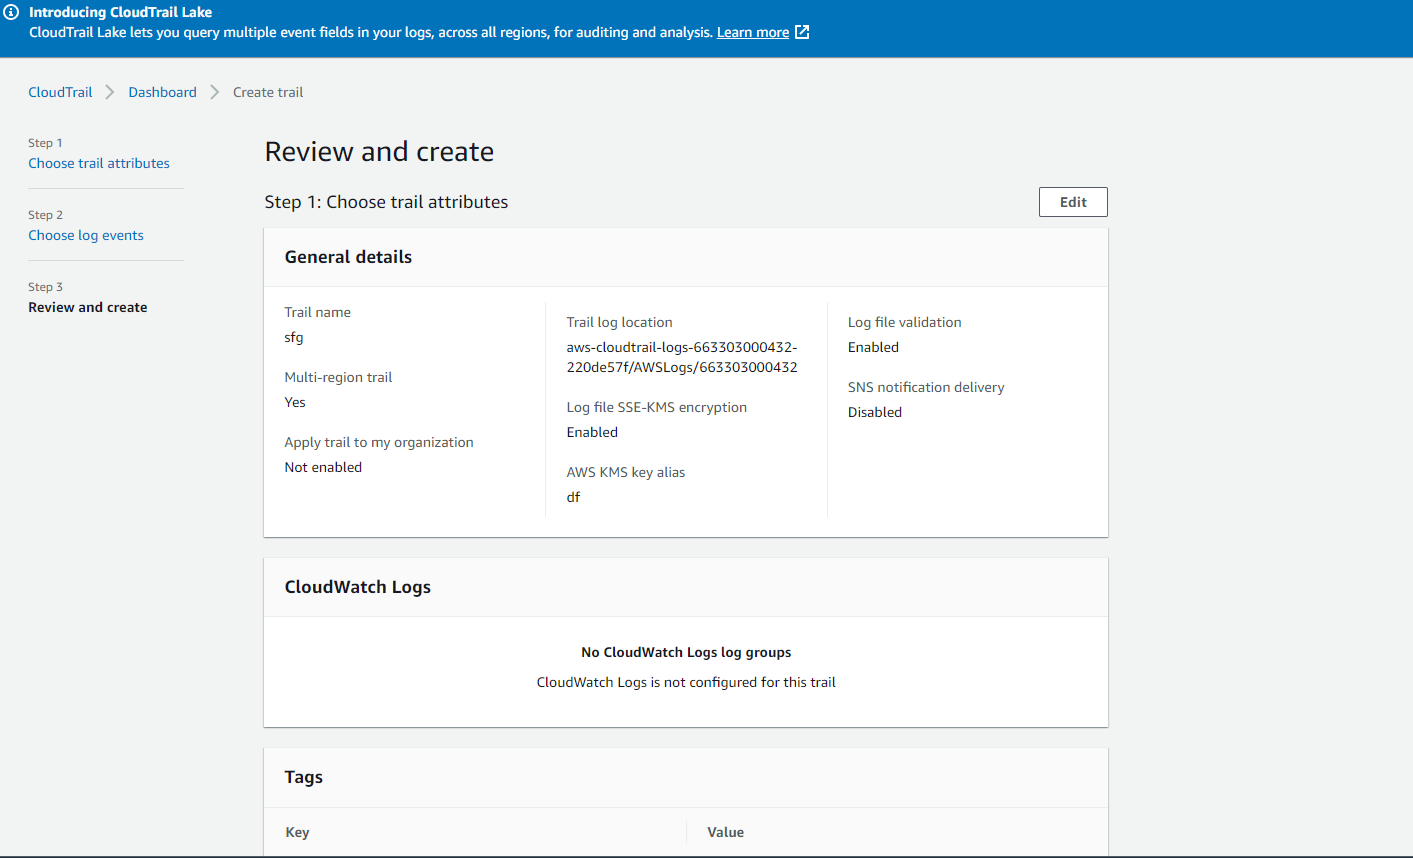 Introducing CloudTrail Lake
CloudTrail Lake lets you query multiple event fields in your logs, across all regions, for auditing and analysis. Learn more
CloudTrail
Dashboard
Create trail
Step 1
Choose trail attributes
Step 2
Choose log events
Step 3
Review and create
Review and create
Step 1: Choose trail attributes
Edit
General details
Trail name
sfg
Multi-region trail
Yes
Apply trail to my organization
Not enabled
Trail log location
aws-cloudtrail-logs-663303000432-
220de57f/AWSLogs/663303000432
Log file SSE-KMS encryption
Enabled
AWS KMS key alias
df
Log file validation
Enabled
SNS notification delivery
Disabled
CloudWatch Logs
No CloudWatch Logs log groups
CloudWatch Logs is not configured for this trail
Tags
Key
Value